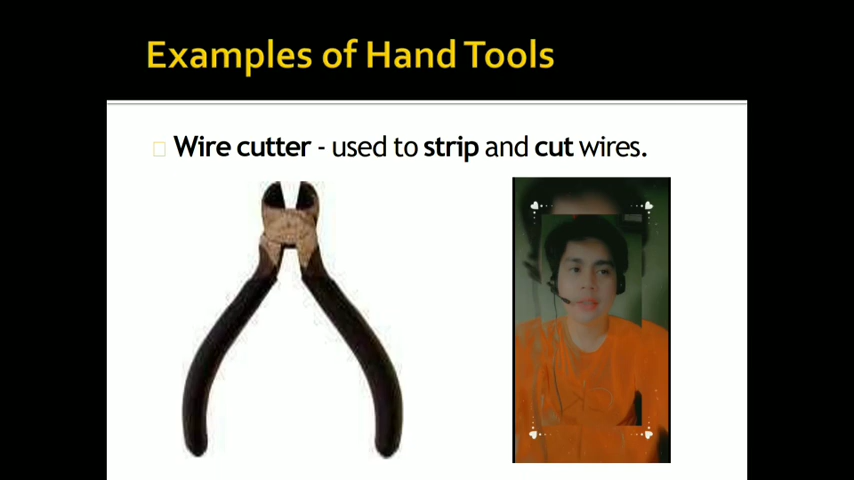 Examples of Hand Tools
Wire cutter - used to strip and cut wires.